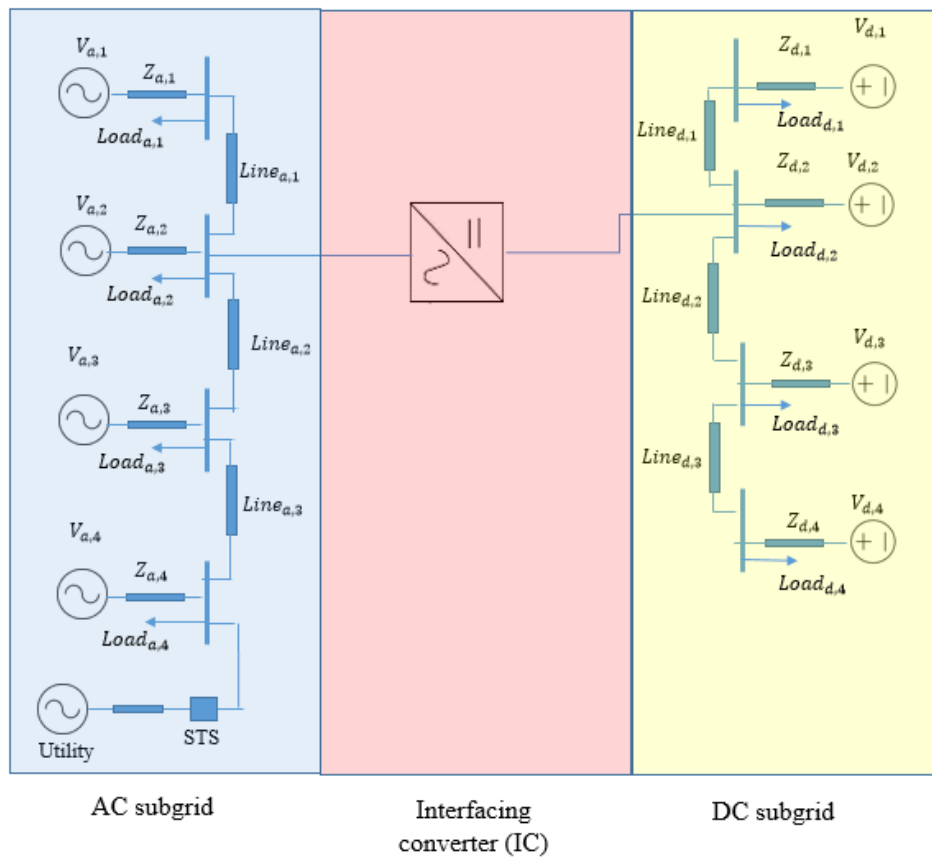 V_{a,1}
Z_{a,1}
Load_{a,1}
Line_{a,1}
V_{a,2}
Z_{a,2}
Load_{a,2}
Line_{a,2}
V_{a,3}
Z_{a,3}
Load_{a,3}
Line_{a,3}
V_{a,4}
Z_{a,4}
Load_{a,4}
Utility
STS
V_{d,1}
Z_{d,1}
Load_{d,1}
Line_{d,1}
Z_{d,2}
V_{d,2}
Load_{d,2}
Line_{d,2}
V_{d,3}
Z_{d,3}
Load_{d,3}
Line_{d,3}
V_{d,4}
Z_{d,4}
Load_{d,4}
AC subgrid
Interfacing
converter (IC)
DC subgrid